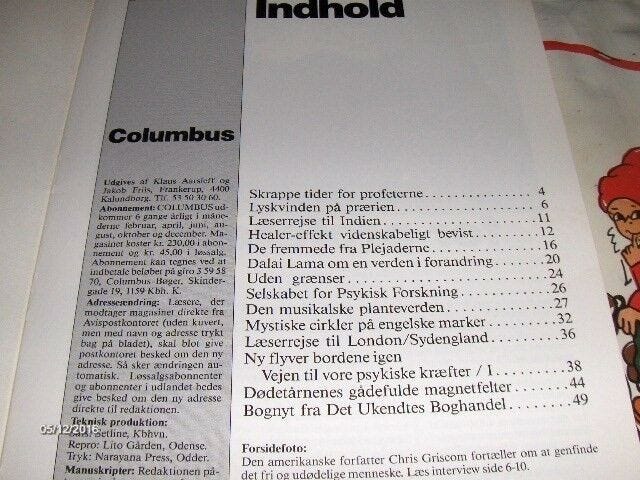 Indhold
Columbus
Udgives af Klaus Aarsleff og
Jakob Friis, Frankerup, 4400
Kalundborg. Tlf. 53 50 30 60.
Abonnement: COLUMBUS ud-
kommer 6 gange årligt i måne-
derne februar, april, juni, aug-
ust, oktober og december. Ma-
gasinet koster kr. 230,00 i abon-
nement og kr. 45,00 i løssalg.
Abonnement kan tegnes ved at
indbetale beløbet på giro 3 59 58
70, Columbus-Bøger, Skinder-
gade 19, 1159 Kbh. K.
Adresseændring: Læsere, der
modtager magasinet direkte fra
Avispostkontoret (uden kuvert,
men med navn og adresse trykt
bag på bladet), skal blot give
postkontoret besked om den ny
adresse. Så sker ændringen au-
tomatisk. Løssalgsabonnenter
og abonnenter i udlandet bedes
give besked om den ny adresse
direkte til redaktionen.
Teknisk produktion:
Sats: Setline, Kbhvn.
Repro: Lito Gården, Odense.
Tryk: Narayana Press, Odder.
Manuskripter: Redaktionen på-
Skrappe tider for profeterne 4
Lyskvinden på prærien 6
Læserrejse til Indien 11
Healer-effekt videnskabeligt bevist 12
De fremmede fra Plejaderne 16
Dalai Lama om en verden i forandring 20
Uden grænser 24
Selskabet for Psykisk Forskning 26
Den musikalske planteverden 27
Mystiske cirkler på engelske marker 32
Læserrejse til London/Sydengland 36
Ny flyver bordene igen
Vejen til vore psykiske kræfter / 1 38
Dødetårnenes gådefulde magnetfelter 44
Bognyt fra Det Ukendtes Boghandel 49
Forsidefoto:
Den amerikanske forfatter Chris Griscom fortæller om at genfinde
det fri og udødelige menneske. Læs interview side 6-10.
05/12/2016